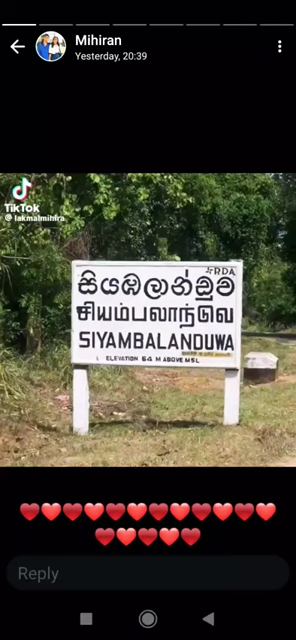 Mihiran
Yesterday, 20:39
TikTok
@lakmalmihira
RDA
සියඹලාන්ඩුව
சியம்பலாந்வெ
SIYAMBALANDUWA
ELEVATION 64 M ABOVE MSL
Reply